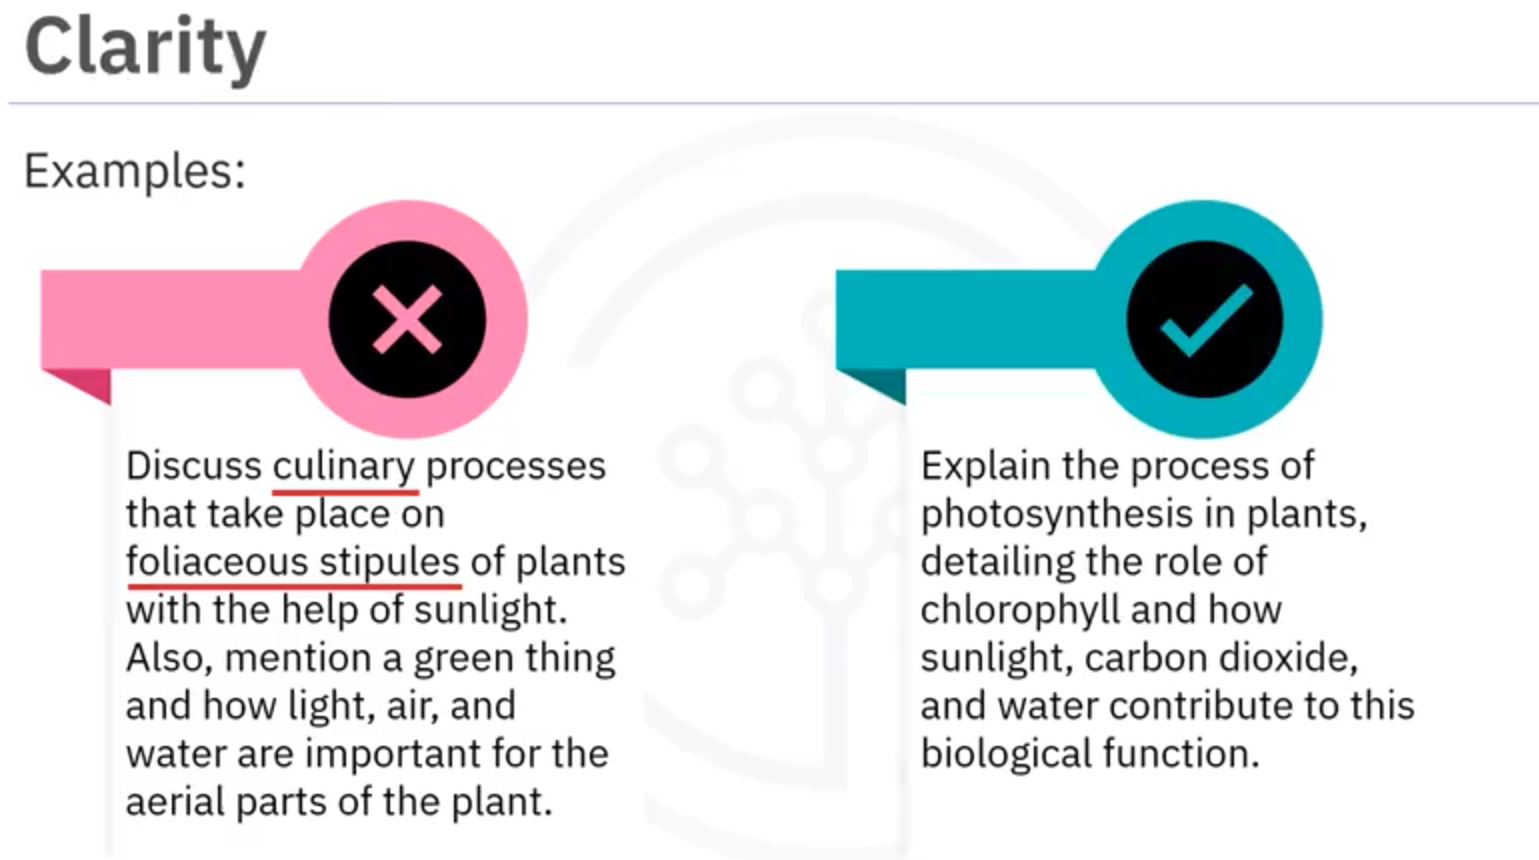 Clarity
Examples:
Discuss culinary processes
that take place on
foliaceous stipules of plants
with the help of sunlight.
Also, mention a green thing
and how light, air, and
water are important for the
aerial parts of the plant.
Explain the process of
photosynthesis in plants,
detailing the role of
chlorophyll and how
sunlight, carbon dioxide,
and water contribute to this
biological function.